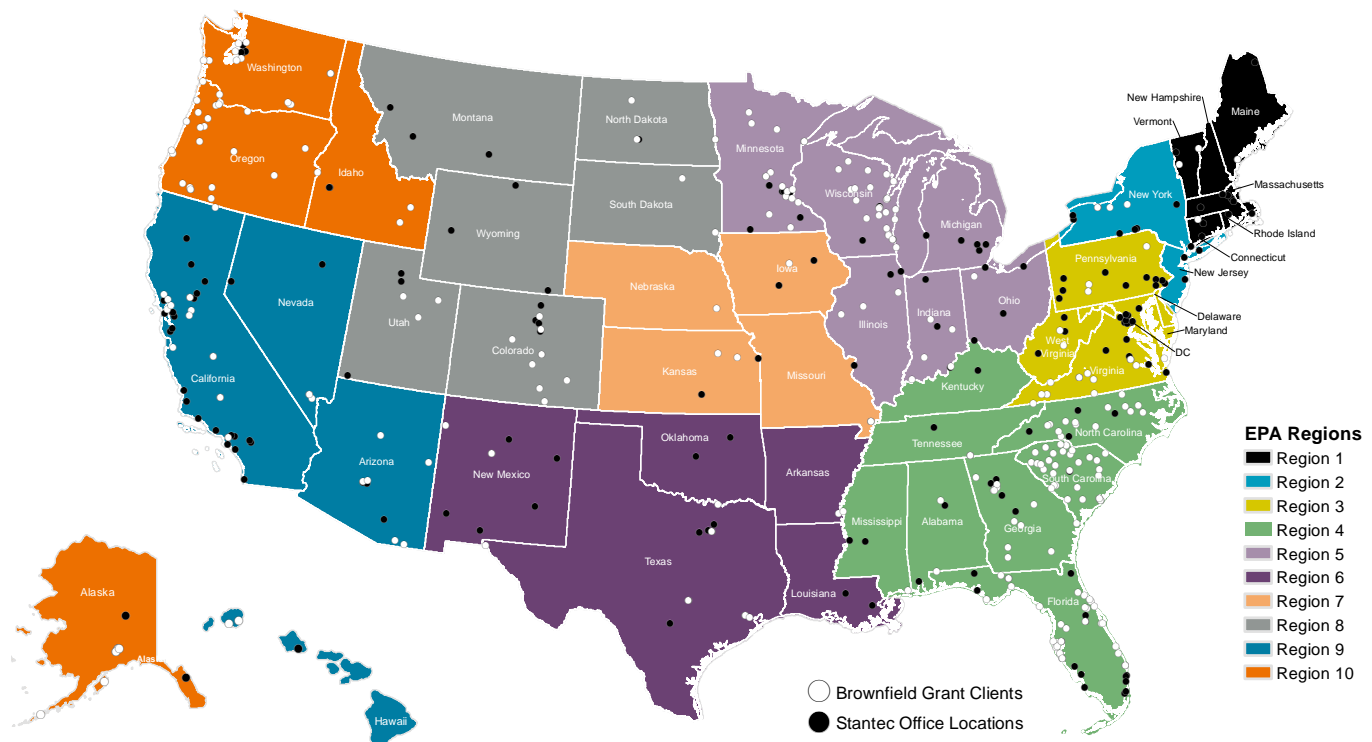 Washington
Oregon
Idaho
Montana
North Dakota
South Dakota
Wyoming
Minnesota
Wisconsin
Michigan
New Hampshire
Vermont
Maine
Massachusetts
New York
Rhode Island
Connecticut
New Jersey
Pennsylvania
Delaware
Maryland
DC
Nevada
Utah
Colorado
Nebraska
Iowa
Illinois
Indiana
Ohio
West
Virginia
Virginia
California
Kansas
Missouri
Kentucky
Arizona
New Mexico
Oklahoma
Arkansas
Tennessee
North Carolina
South Carolina
Mississippi
Alabama
Georgia
Texas
Louisiana
Florida
Alaska
Alas
Hawaii
EPA Regions
Region 1
Region 2
Region 3
Region 4
Region 5
Region 6
Region 7
Region 8
Region 9
Region 10
Brownfield Grant Clients
Stantec Office Locations